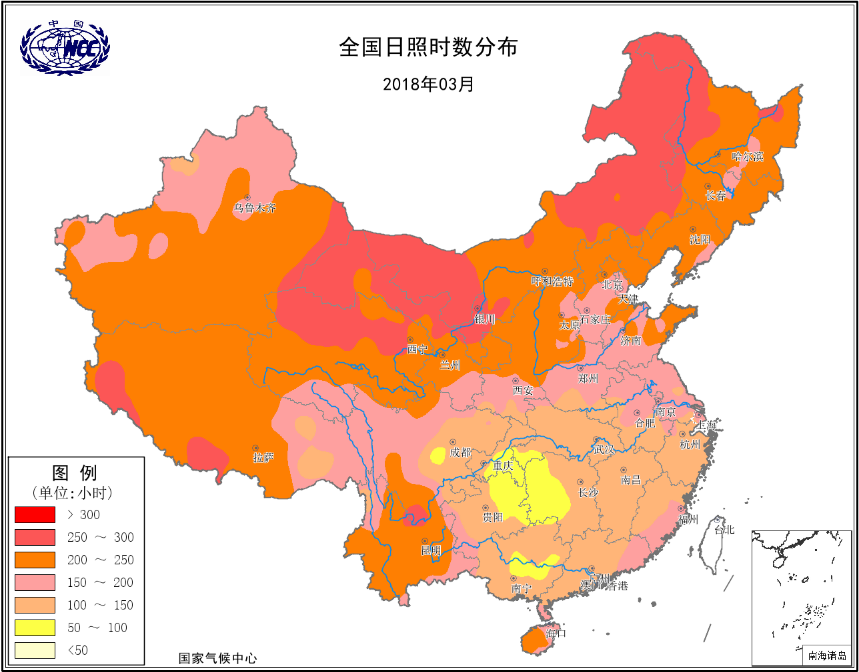 中国
NCC
全国日照时数分布
2018年03月
哈尔滨
长春
乌鲁木齐
沈阳
呼和浩特
北京
天津
银川
石家庄
太原
济南
西宁
兰州
郑州
西安
南京
合肥
上海
杭州
拉萨
成都
武汉
重庆
南昌
长沙
贵阳
福州
台北
昆明
广州
澳门
香港
南宁
海口
图 例
(单位:小时)
> 300
250 ～ 300
200 ～ 250
150 ～ 200
100 ～ 150
50 ～ 100
<50
国家气候中心
南海诸岛